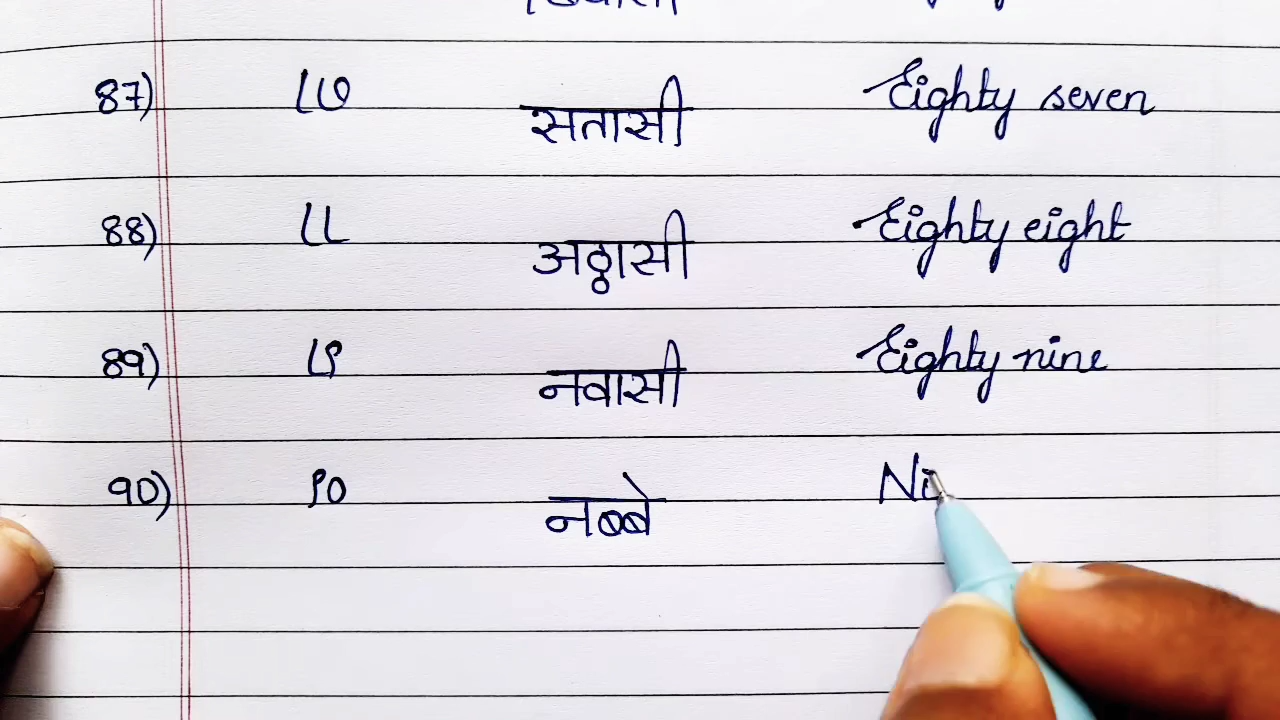 87) ८७ सतासी Eighty seven
88) ८८ अठ्ठासी Eighty eight
89) ८९ नवासी Eighty nine
90) ९० नब्बे Ni